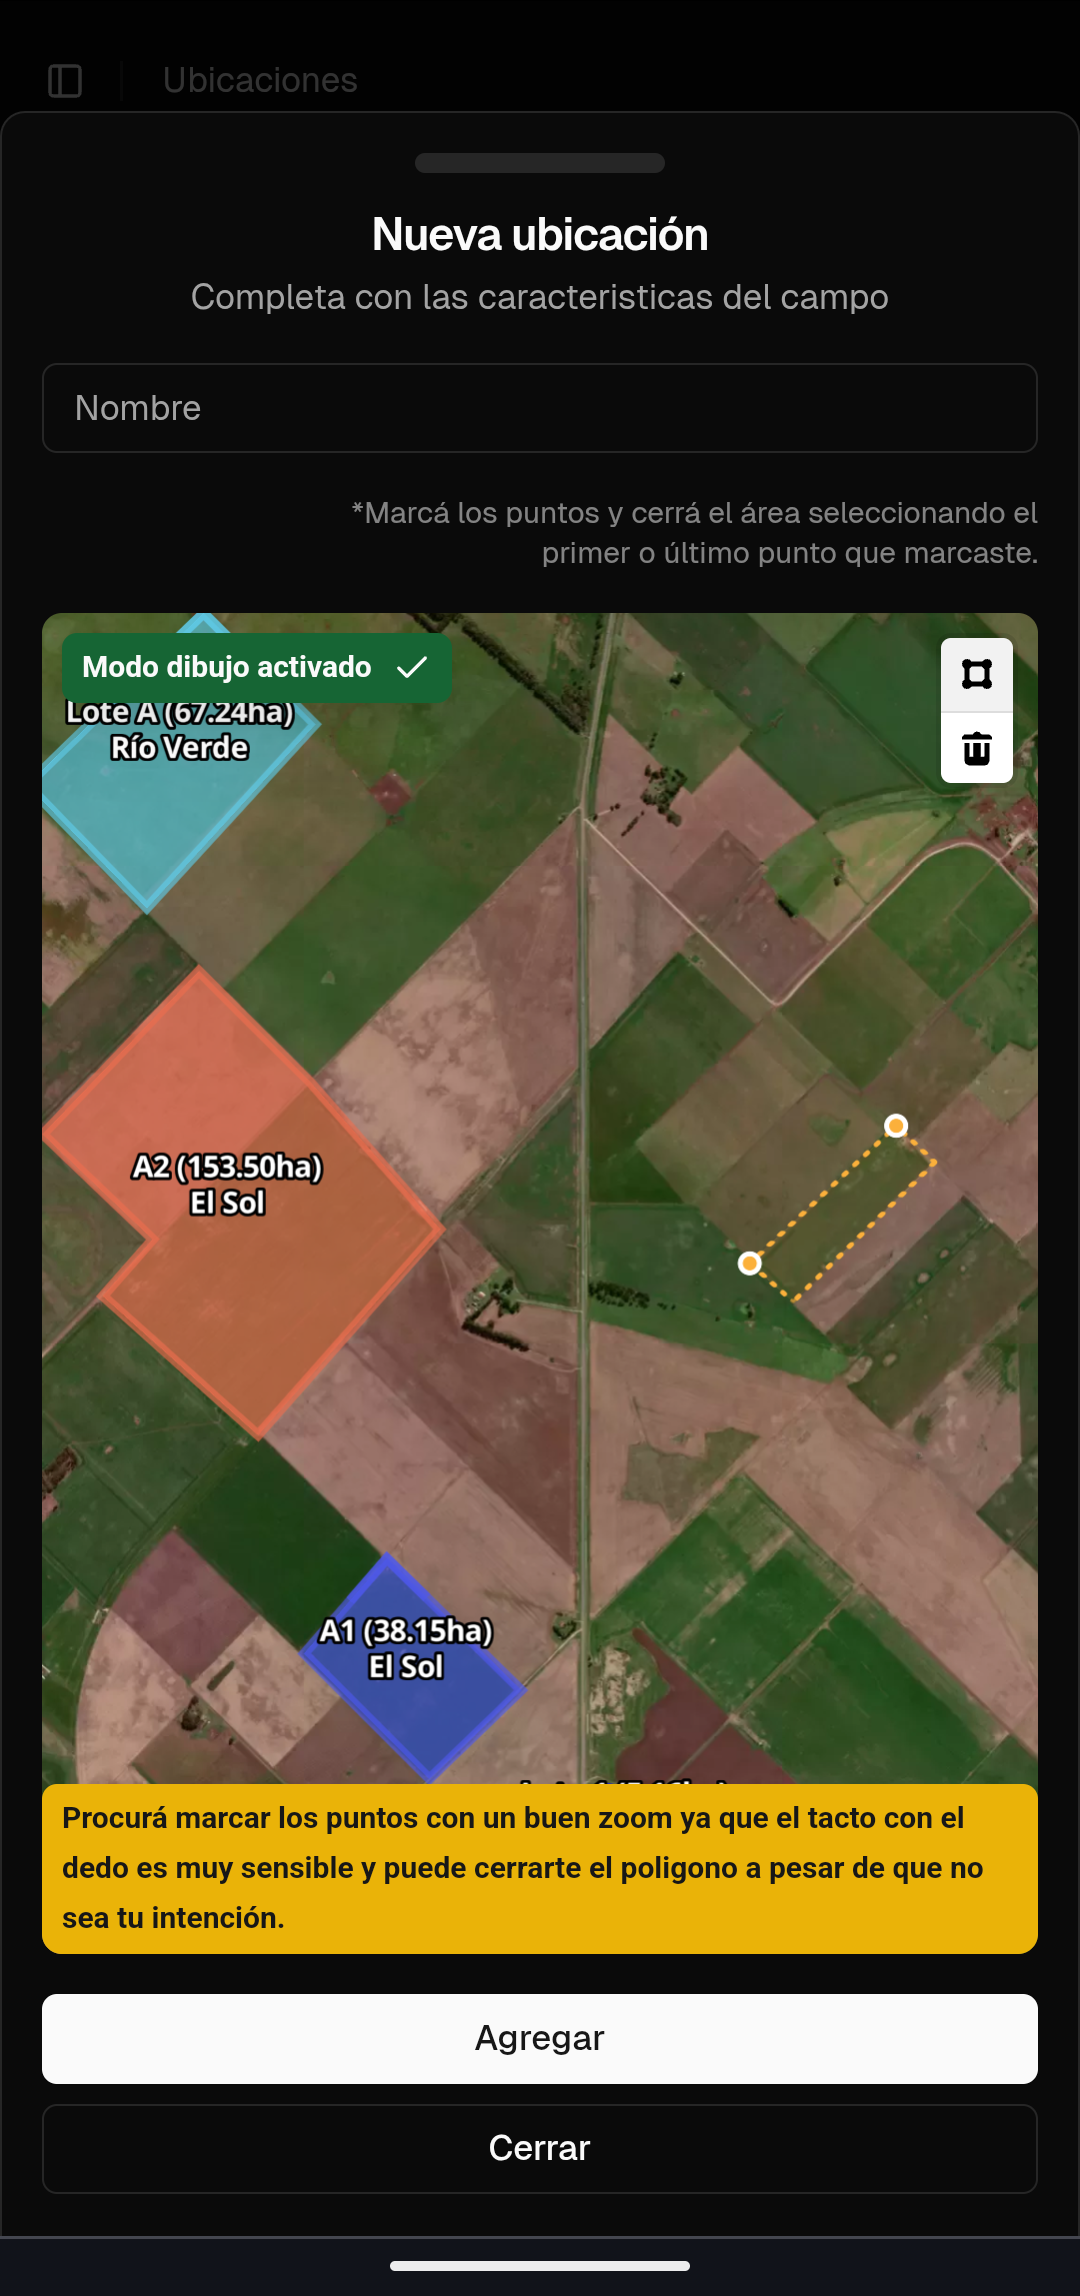 Ubicaciones
Nueva ubicación
Completa con las caracteristicas del campo
Nombre
*Marcá los puntos y cerrá el área seleccionando el
primer o último punto que marcaste.
Modo dibujo activado
Lote A (67.24ha)
Río Verde
A2 (153.50ha)
El Sol
A1 (38.15ha)
El Sol
Procurá marcar los puntos con un buen zoom ya que el tacto con el
dedo es muy sensible y puede cerrarte el poligono a pesar de que no
sea tu intención.
Agregar
Cerrar